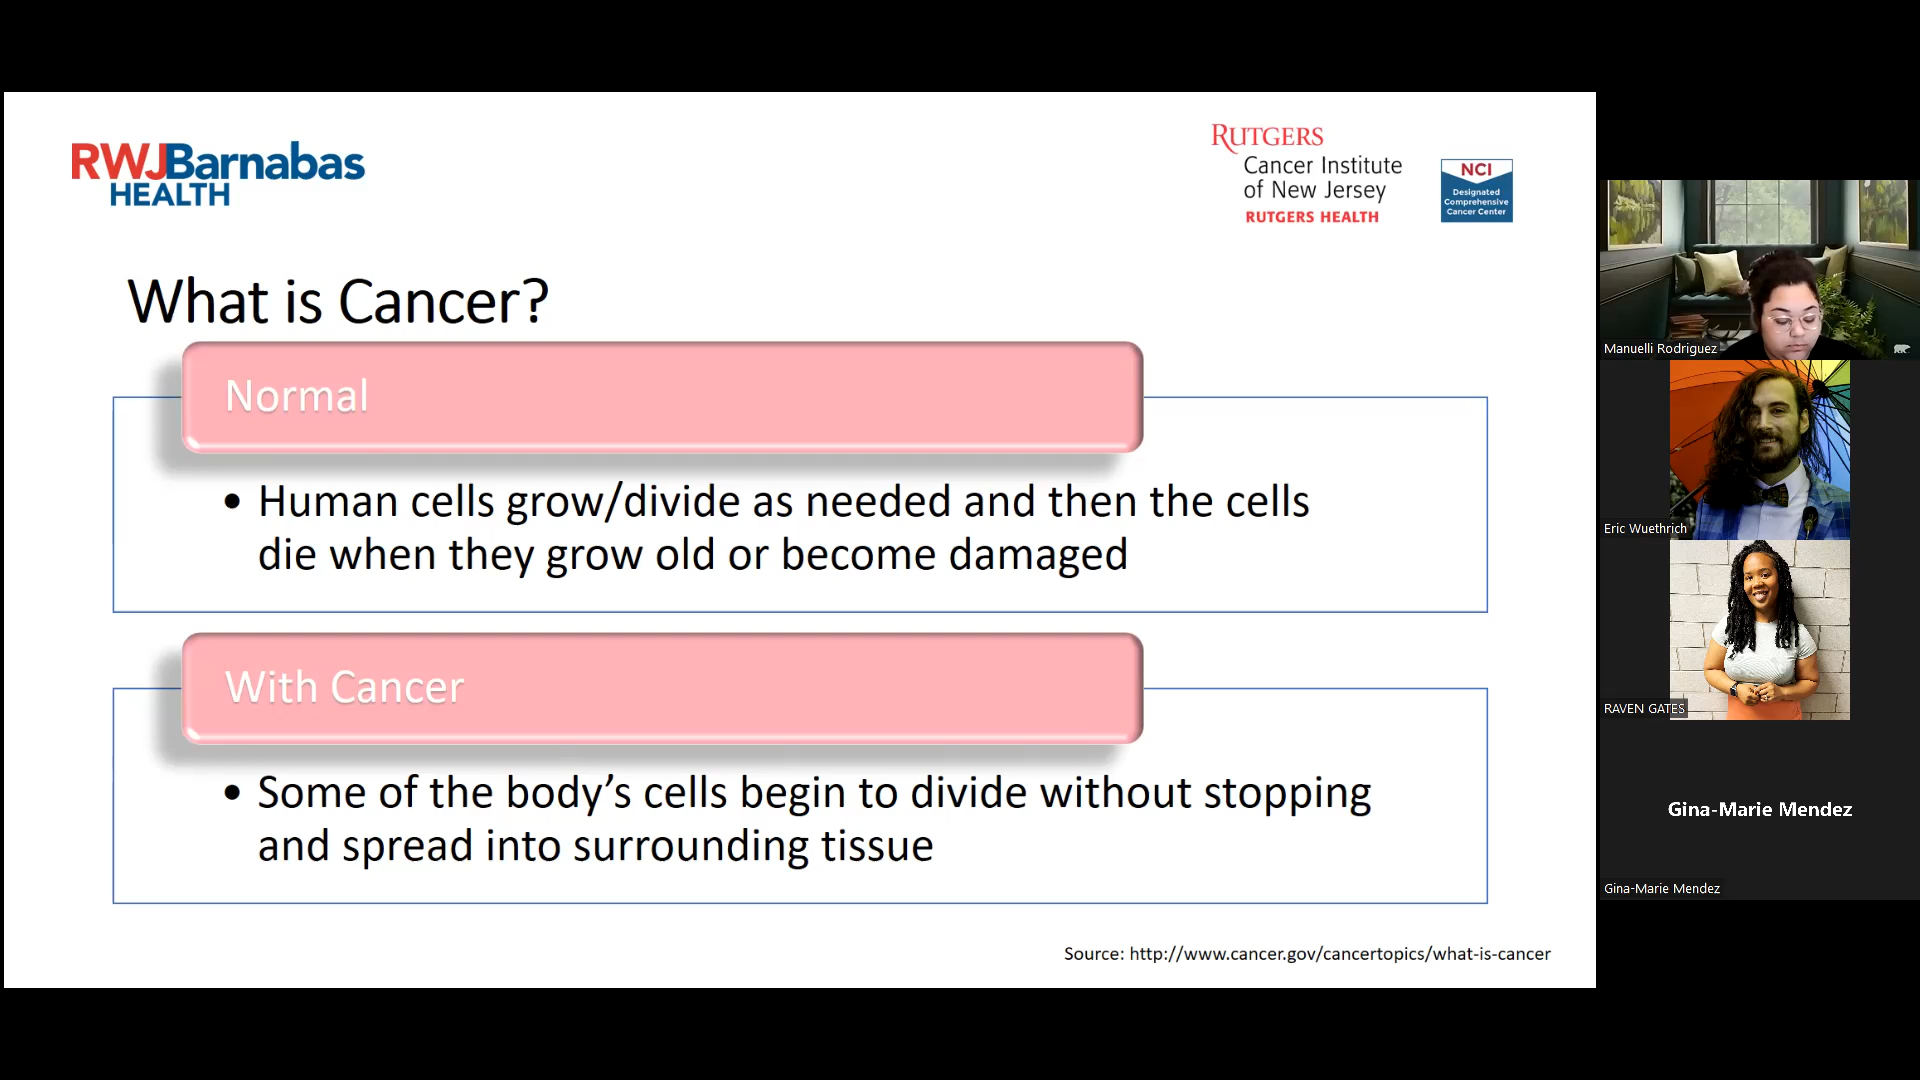 RWJBarnabas
HEALTH
RUTGERS
Cancer Institute
of New Jersey
RUTGERS HEALTH
NCI
Designated
Comprehensive
Cancer Center
What is Cancer?
Normal
• Human cells grow/divide as needed and then the cells
die when they grow old or become damaged
With Cancer
• Some of the body’s cells begin to divide without stopping
and spread into surrounding tissue
Source: http://www.cancer.gov/cancertopics/what-is-cancer
Manuelli Rodriguez
Eric Wuethrich
RAVEN GATES
Gina-Marie Mendez
Gina-Marie Mendez